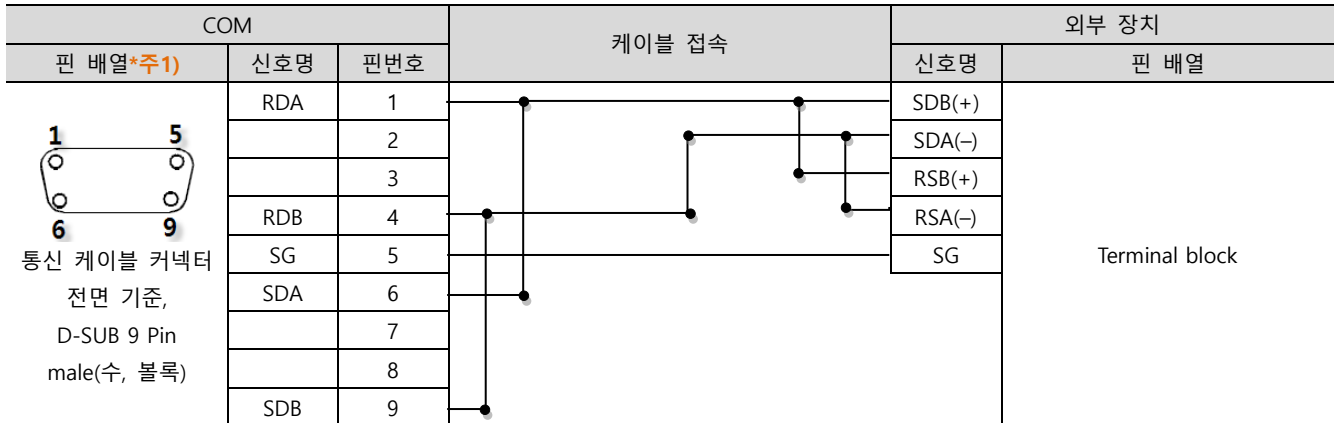 COM 케이블 접속 외부 장치
핀 배열*주1) 신호명 핀번호 신호명 핀 배열
RDA 1 SDB(+)
1 5
2 SDA(–)
3 RSB(+)
RDB 4 RSA(–)
6 9
통신 케이블 커넥터 SG 5 SG Terminal block
전면 기준, SDA 6
D-SUB 9 Pin 7
male(수, 볼록) 8
SDB 9